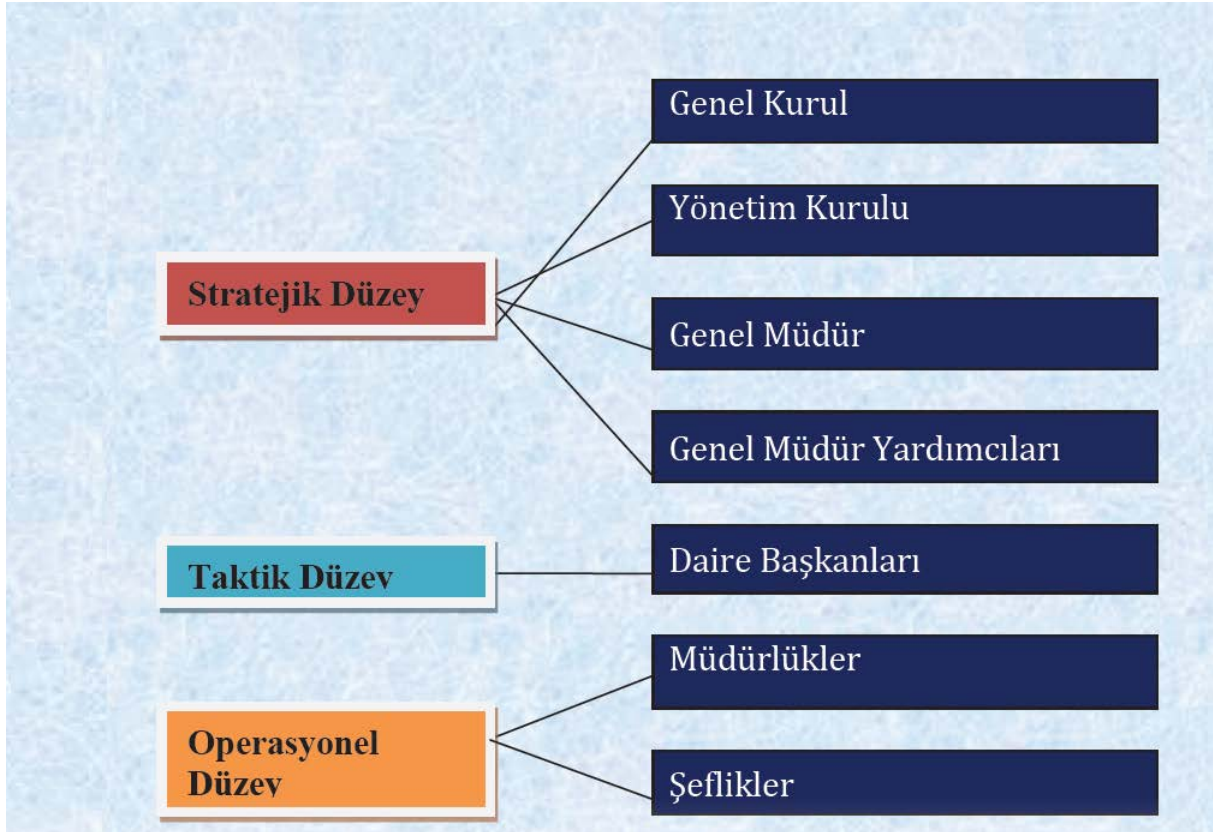 Genel Kurul
Yönetim Kurulu
Stratejik Düzey
Genel Müdür
Genel Müdür Yardımcıları
Taktik Düzey
Daire Başkanları
Müdürlükler
Operasyonel
Düzey
Şeflikler